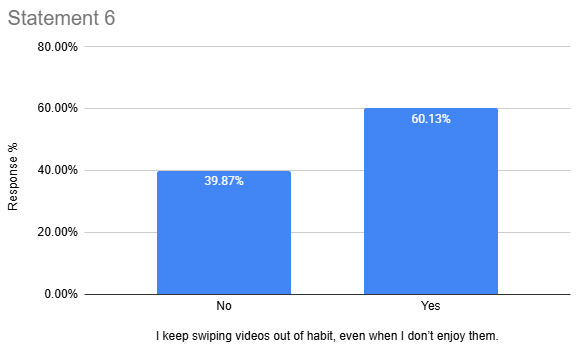 Statement 6
80.00%
60.00%
40.00%
20.00%
0.00%
Response %
39.87%
60.13%
No
Yes
I keep swiping videos out of habit, even when I don’t enjoy them.